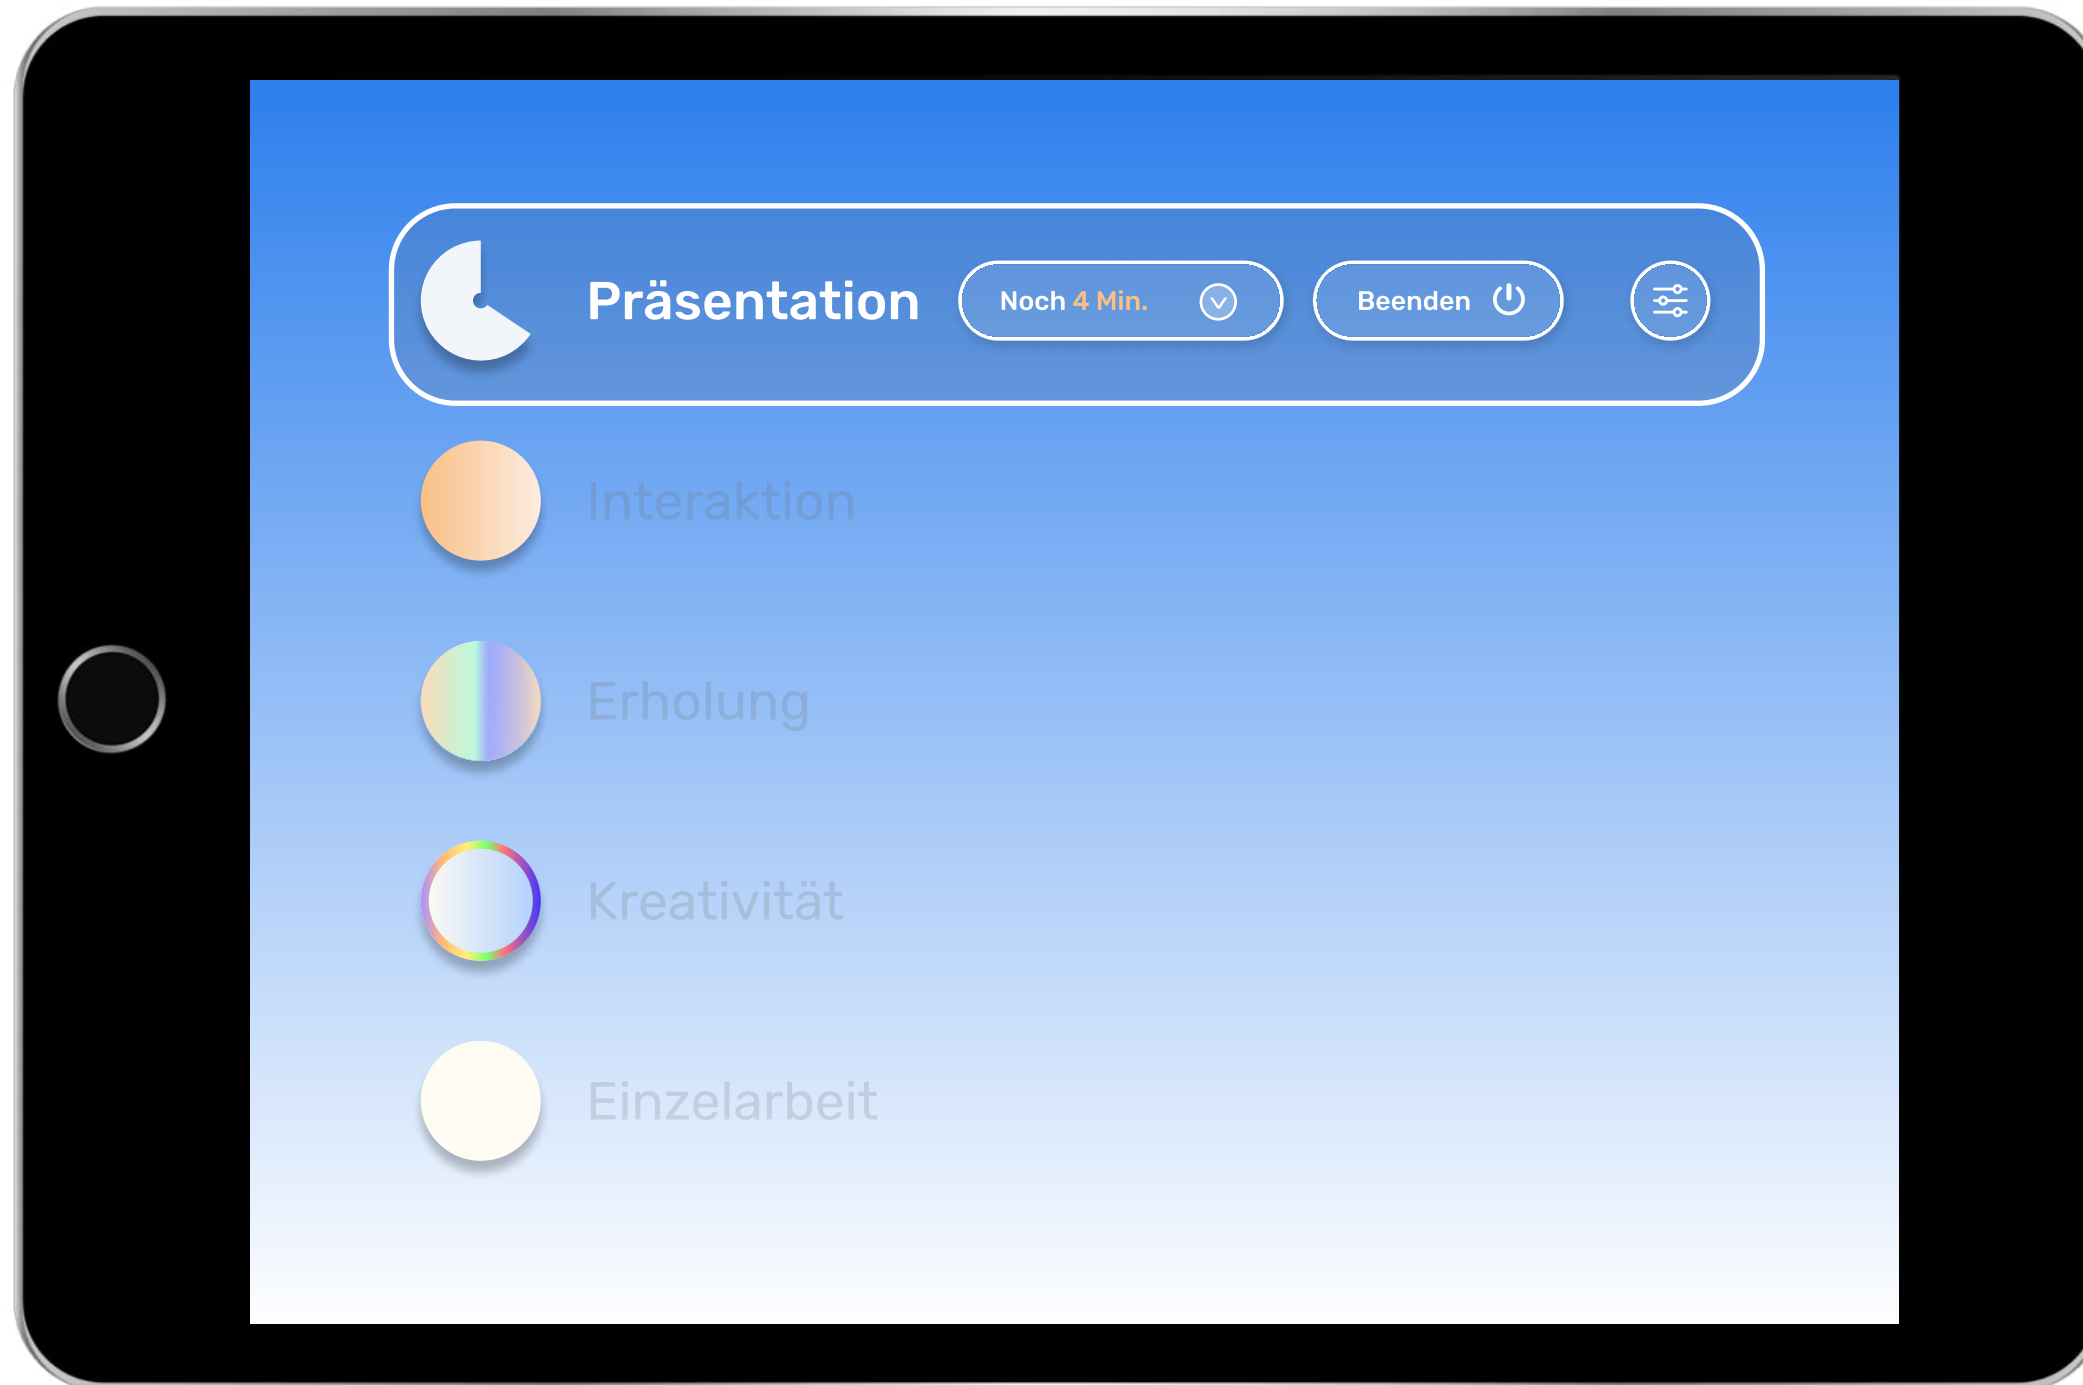 Präsentation Noch 4 Min. Beenden
Interaktion
Erholung
Kreativität
Einzelarbeit